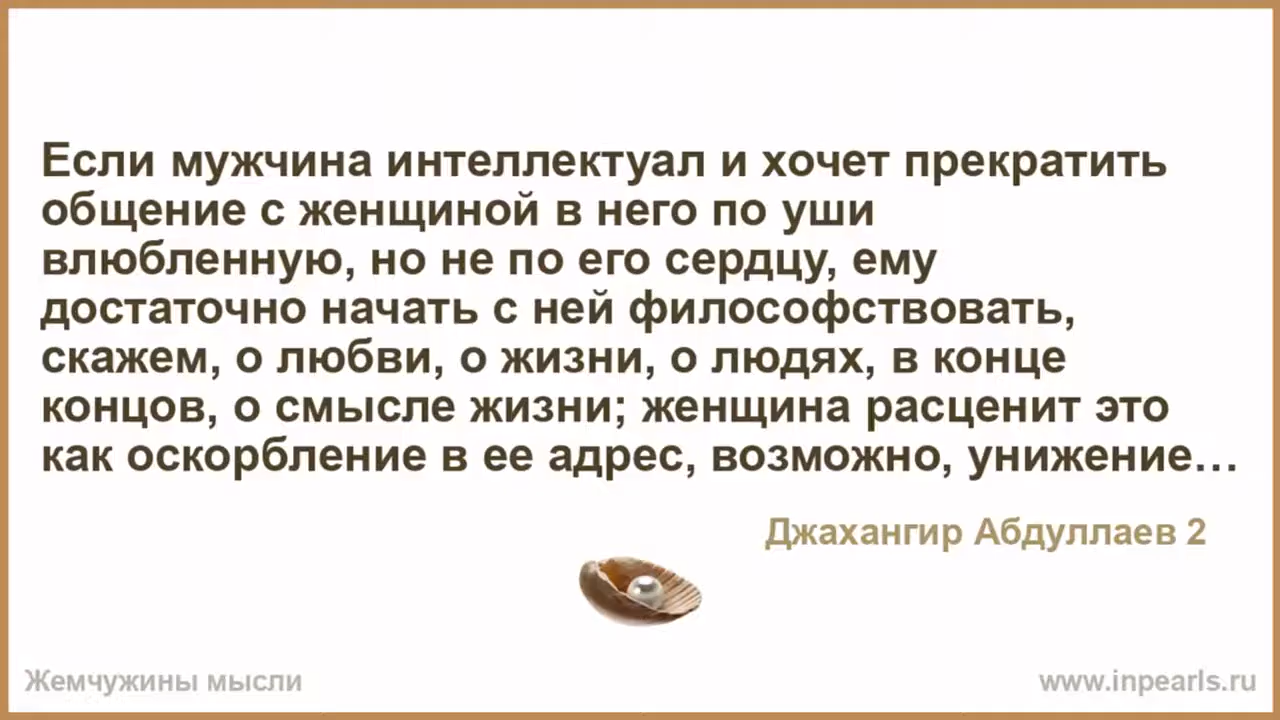 Если мужчина интеллектуал и хочет прекратить
общение с женщиной в него по уши
влюбленную, но не по его сердцу, ему
достаточно начать с ней философствовать,
скажем, о любви, о жизни, о людях, в конце
концов, о смысле жизни; женщина расценит это
как оскорбление в ее адрес, возможно, унижение…
Джахангир Абдуллаев 2
Жемчужины мысли
www.inpearls.ru